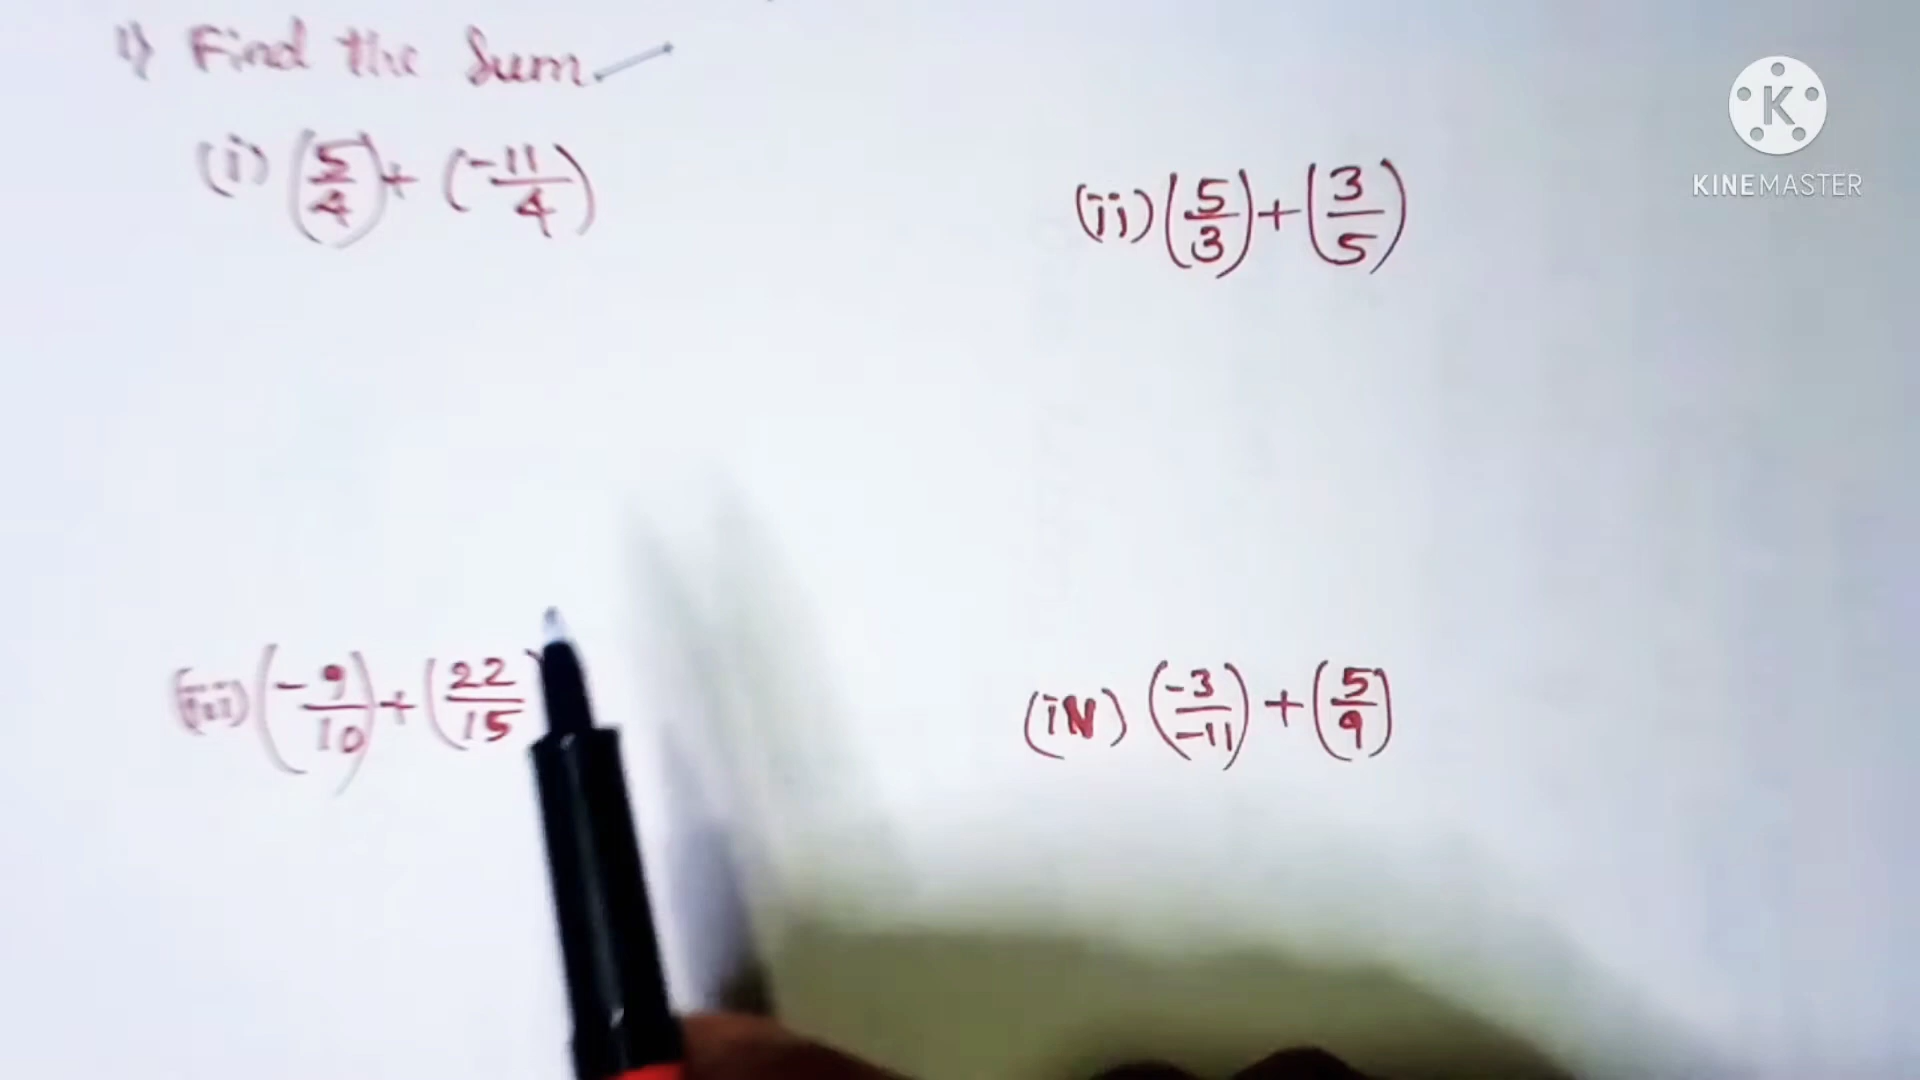 1) Find the Sum
(i) (5/4) + (-11/4)
(ii) (5/3) + (3/5)
(iii) (-9/10) + (22/15
(iv) (-3/-11) + (5/9)
KINEMASTER